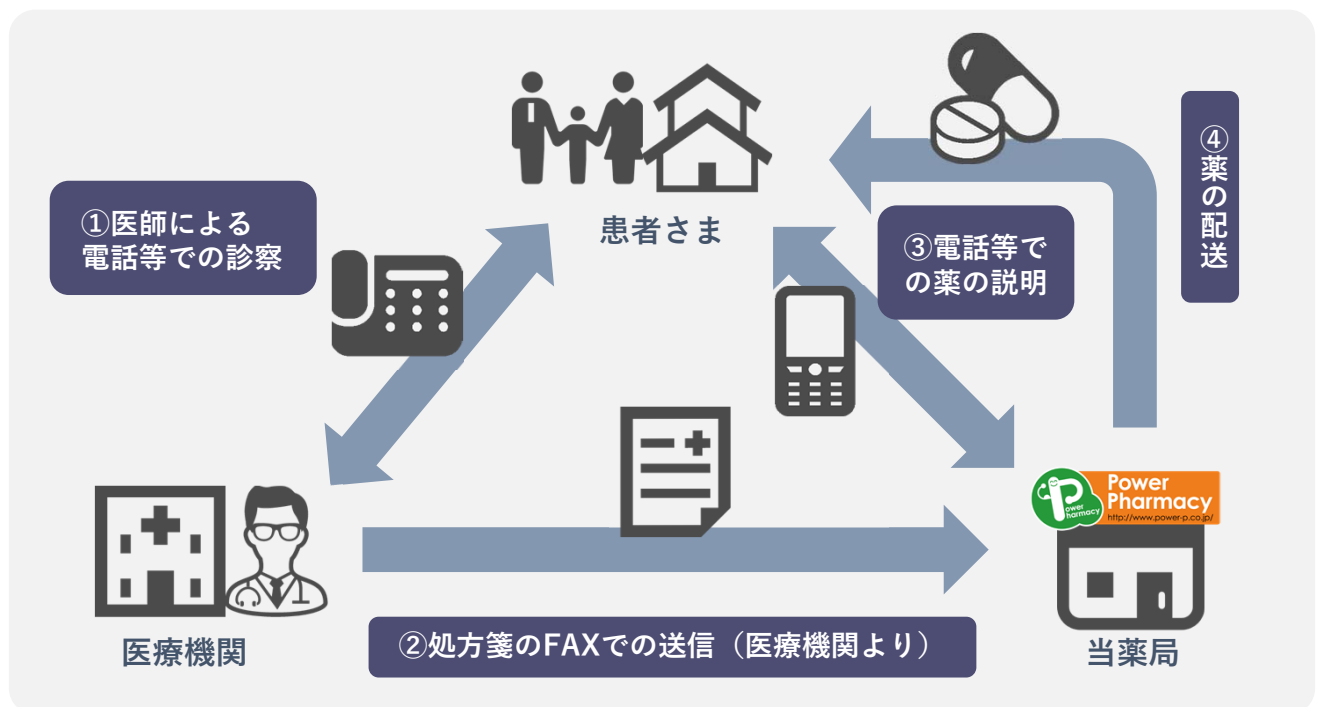 患者さま
①医師による
電話等での診察
③電話等で
の薬の説明
④薬の配送
Power
Pharmacy
http://www.power-p.co.jp/
Power
Pharmacy
医療機関
②処方箋のFAXでの送信（医療機関より）
当薬局